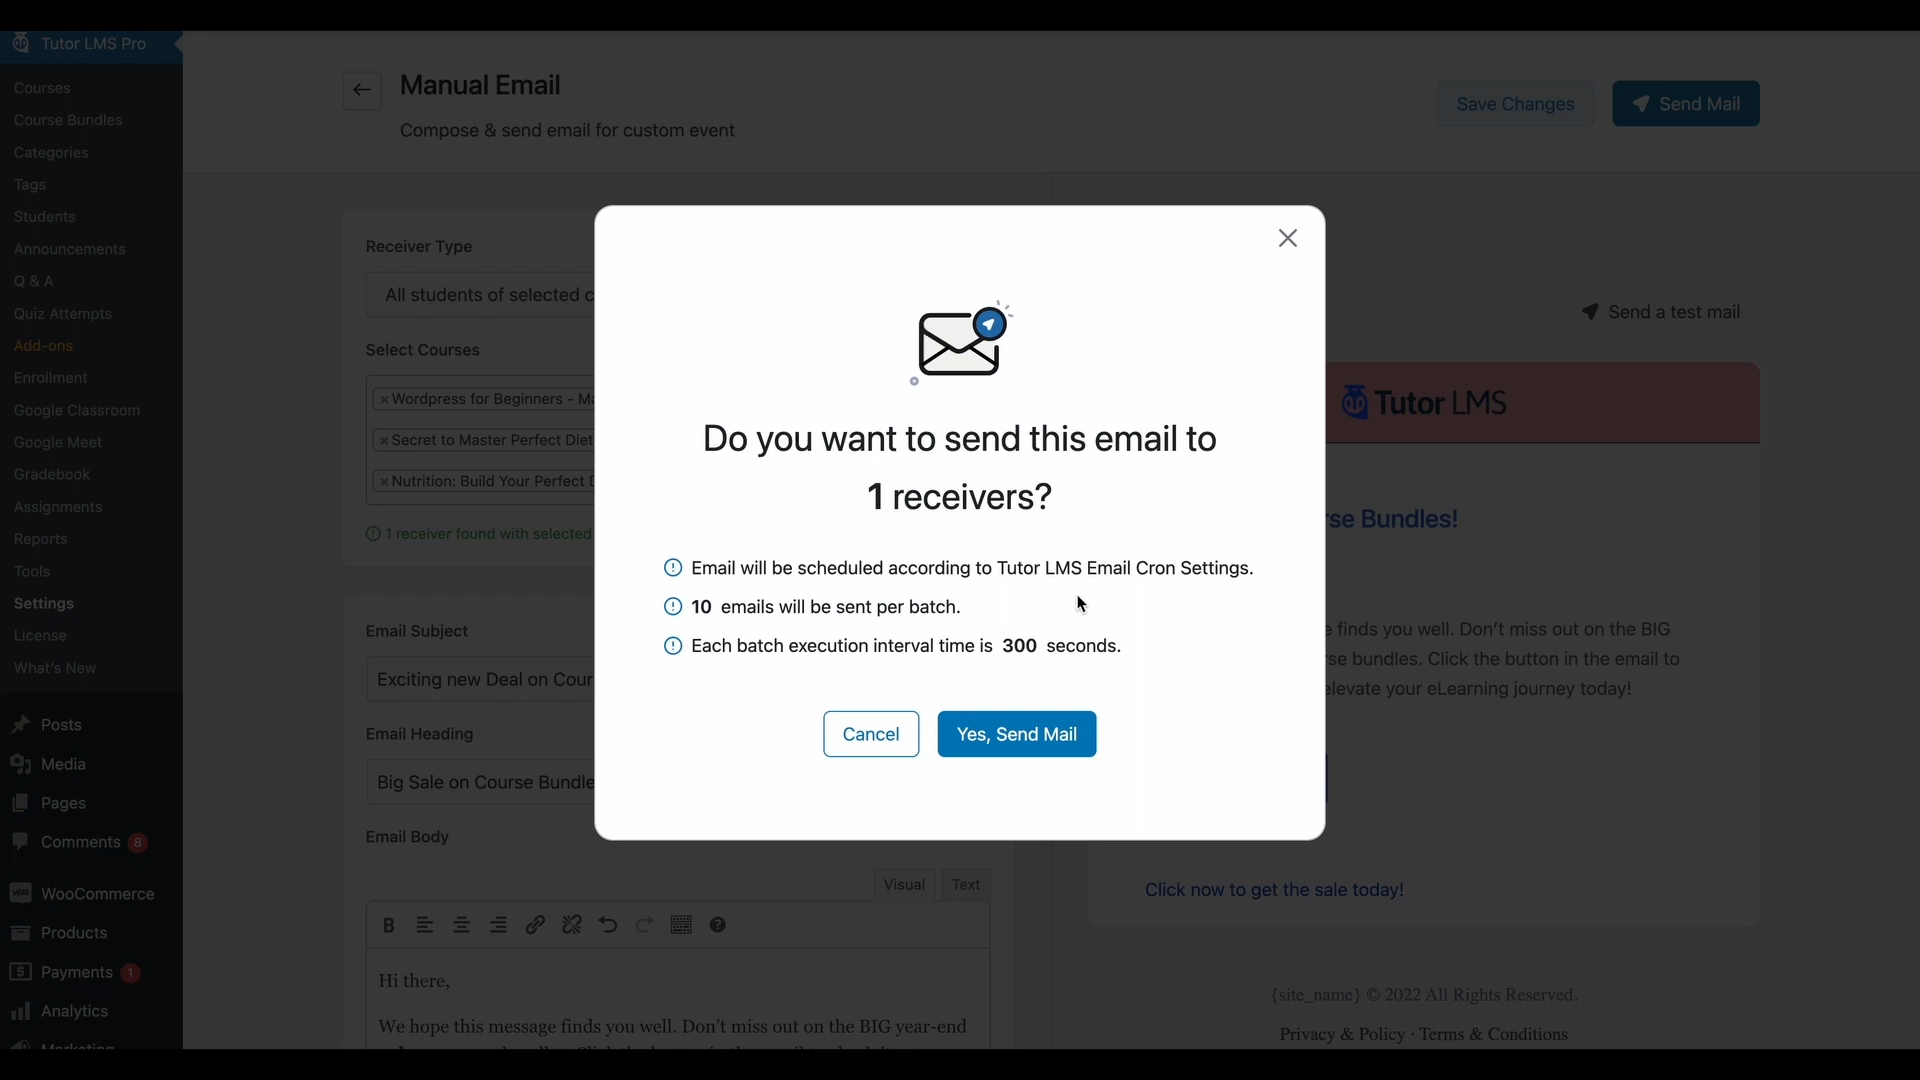 Tutor LMS Pro
Courses
Course Bundles
Categories
Tags
Students
Announcements
Q & A
Quiz Attempts
Add-ons
Enrollment
Google Classroom
Google Meet
Gradebook
Assignments
Reports
Tools
Settings
License
What's New
Posts
Media
Pages
Comments 8
WooCommerce
Products
Payments 1
Analytics
Marketing
Manual Email
Compose & send email for custom event
Save Changes
Send Mail
Receiver Type
All students of selected c
Select Courses
× Wordpress for Beginners - Ma
× Secret to Master Perfect Diet
× Nutrition: Build Your Perfect D
1 receiver found with selected
Email Subject
Exciting new Deal on Cour
Email Heading
Big Sale on Course Bundle
Email Body
Visual Text
Hi there,
We hope this message finds you well. Don't miss out on the BIG year-end
Do you want to send this email to
1 receivers?
Email will be scheduled according to Tutor LMS Email Cron Settings.
10 emails will be sent per batch.
Each batch execution interval time is 300 seconds.
Cancel
Yes, Send Mail
Send a test mail
Tutor LMS
se Bundles!
e finds you well. Don't miss out on the BIG
se bundles. Click the button in the email to
elevate your eLearning journey today!
Click now to get the sale today!
{site_name} © 2022 All Rights Reserved.
Privacy & Policy · Terms & Conditions